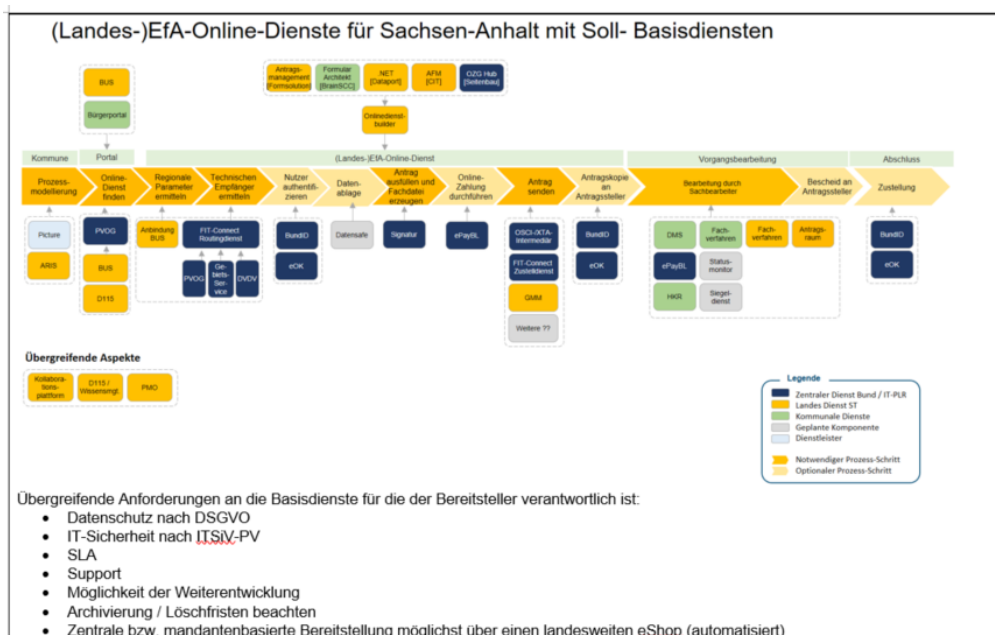 (Landes-)EfA-Online-Dienste für Sachsen-Anhalt mit Soll- Basisdiensten
BUS
Bürgerportal
Antrags-
management
[Formsolution]
Formular
Architekt
[BrainSCC]
.NET
[Dataport]
AFM
[CIT]
OZG Hub
[Seitenbau]
Onlinedienst-
builder
Kommune
Portal
(Landes-)EfA-Online-Dienst
Vorgangsbearbeitung
Abschluss
Prozess-
modellierung
Online-
Dienst
finden
Regionale
Parameter
ermitteln
Technischen
Empfänger
ermitteln
Nutzer
authentifi-
zieren
Daten-
ablage
Antrag
ausfüllen und
Fachdatei
erzeugen
Online-
Zahlung
durchführen
Antrag
senden
Antragskopie
an
Antragssteller
Bearbeitung durch
Sachbearbeiter
Bescheid an
Antragssteller
Zustellung
Picture
ARIS
PVOG
BUS
D115
Anbindung
BUS
FIT-Connect
Routingdienst
PVOG
Ge-
biets-
Ser-
vice
DVDV
BundID
eOK
Datensafe
Signatur
ePayBL
OSCI-/XTA-
Intermediär
FIT-Connect
Zustelldienst
GMM
Weitere ??
BundID
eOK
DMS
Fach-
verfahren
Fach-
verfahren
Antrags-
raum
ePayBL
Status-
monitor
HKR
Siegel-
dienst
BundID
eOK
Übergreifende Aspekte
Kollabora-
tions-
plattform
D115 /
Wissensmgt.
PMO
Legende
Zentraler Dienst Bund / IT-PLR
Landes Dienst ST
Kommunale Dienste
Geplante Komponente
Dienstleister
Notwendiger Prozess-Schritt
Optionaler Prozess-Schritt
Übergreifende Anforderungen an die Basisdienste für die der Bereitsteller verantwortlich ist:
• Datenschutz nach DSGVO
• IT-Sicherheit nach ITSiV-PV
• SLA
• Support
• Möglichkeit der Weiterentwicklung
• Archivierung / Löschfristen beachten
• Zentrale bzw. mandantenbasierte Bereitstellung möglichst über einen landesweiten eShop (automatisiert)